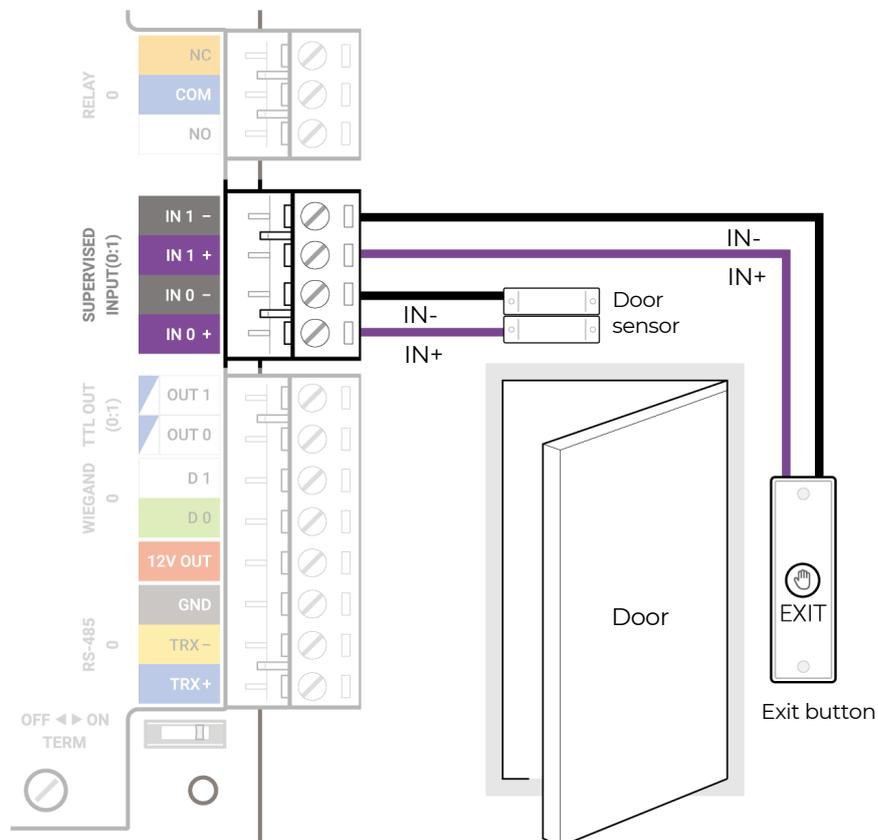 RELAY
0
NC
COM
NO
SUPERVISED
INPUT(0:1)
IN 1 −
IN 1 +
IN 0 −
IN 0 +
IN-
IN+
IN-
IN+
Door
sensor
TTL OUT
(0:1)
OUT 1
OUT 0
WIEGAND
0
D 1
D 0
12V OUT
GND
RS-485
0
TRX −
TRX +
OFF ◀ ▶ ON
TERM
Door
EXIT
Exit button